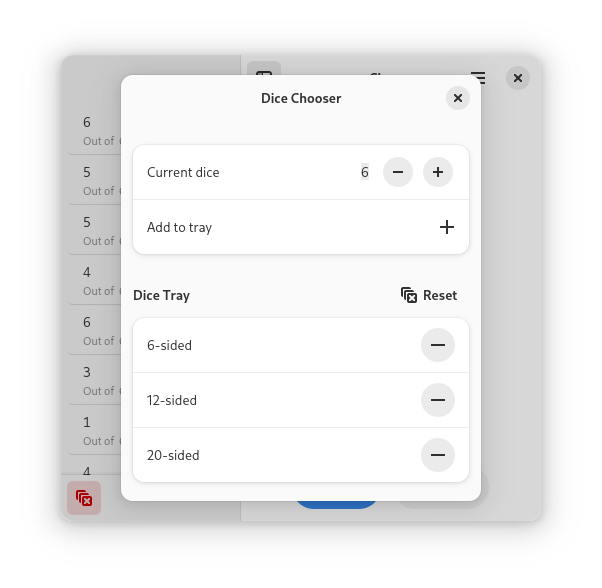 Dice Chooser
6
Out of
5
Out of
5
Out of
4
Out of
6
Out of
3
Out of
1
Out of
4
Current dice 6
Add to tray
Dice Tray Reset
6-sided
12-sided
20-sided